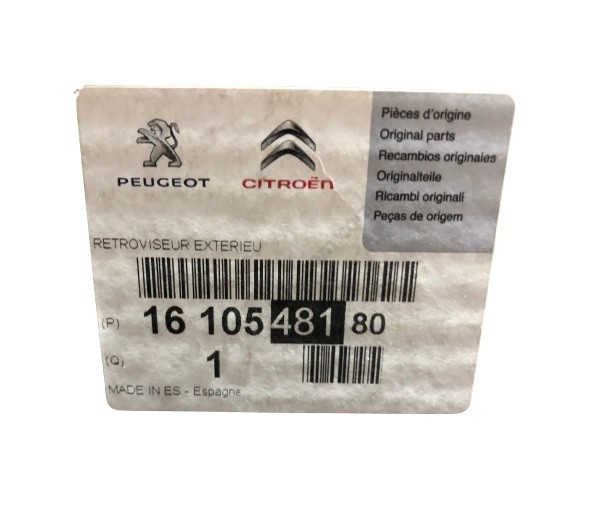 PEUGEOT
CITROËN
Pièces d'origine
Original parts
Recambios originales
Originalteile
Ricambi originali
Peças de origem
RETROVISEUR EXTERIEU
(P) 16 105 481 80
(Q) 1
MADE IN ES - Espagne